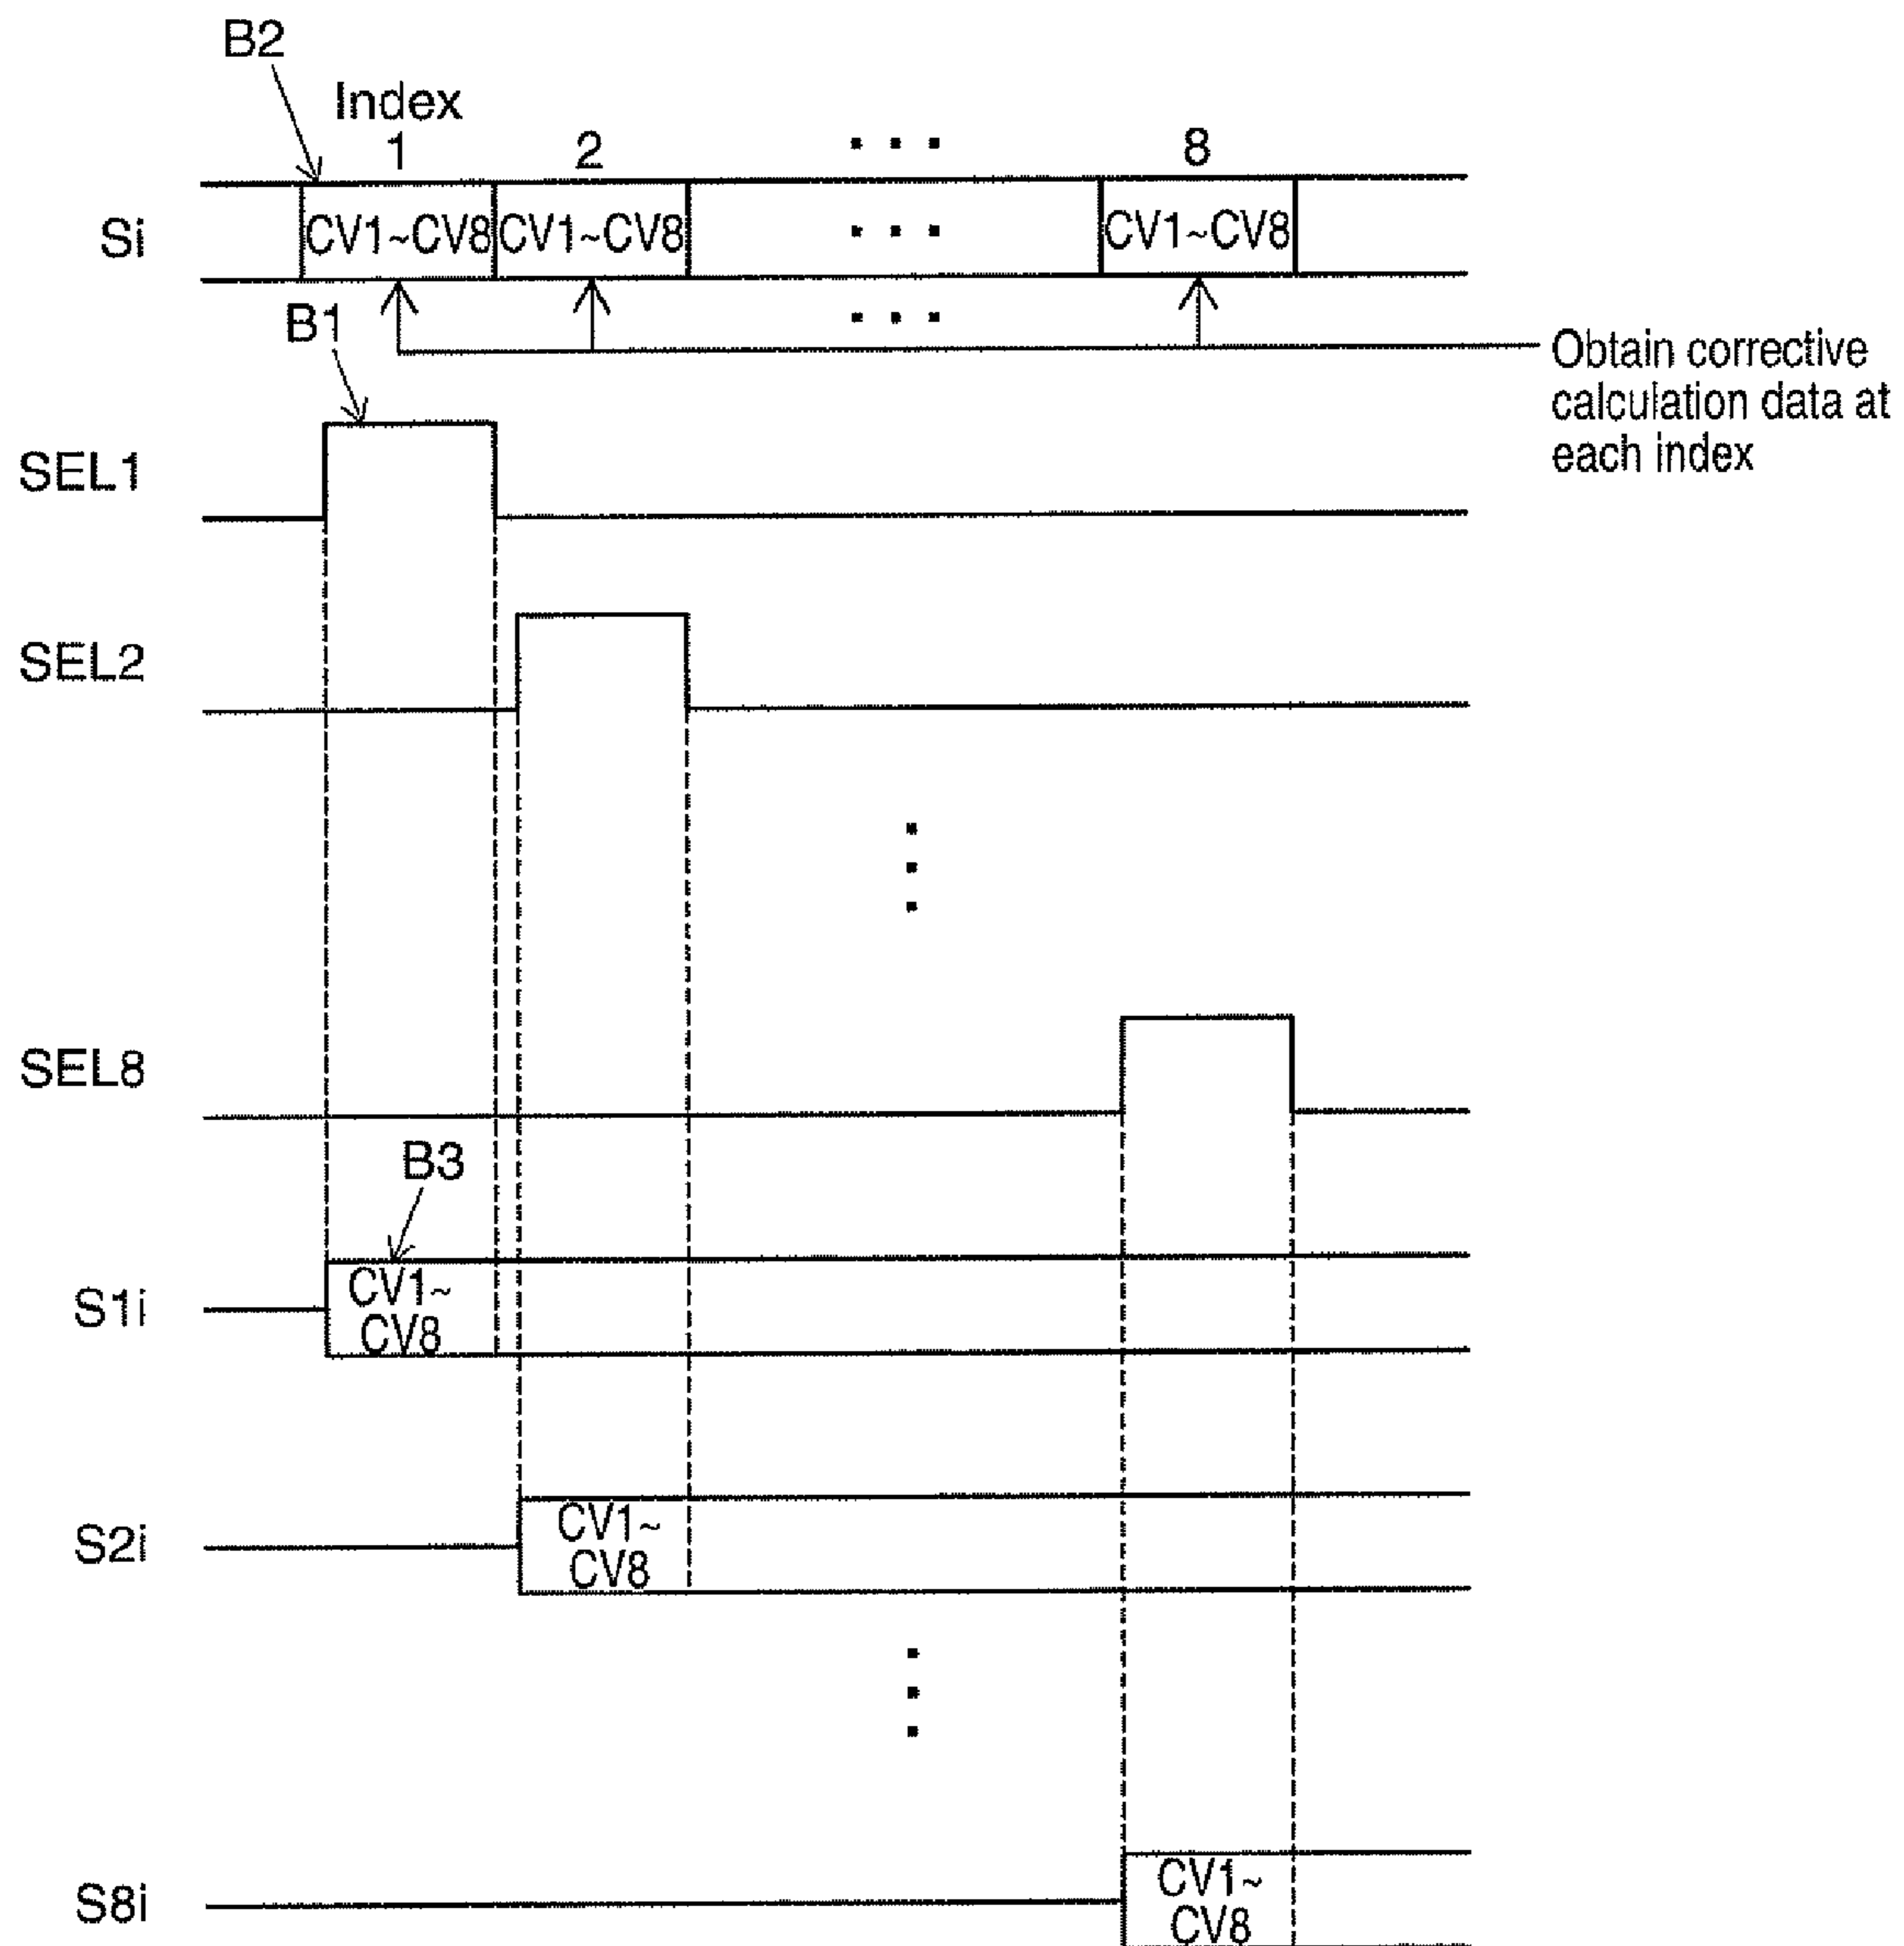 B2
Index
1 2 ... 8
Si CV1~CV8 CV1~CV8 ... CV1~CV8
B1 ...
Obtain corrective
calculation data at
each index
SEL1
SEL2
SEL8
B3
S1i CV1~
CV8
S2i CV1~
CV8
S8i CV1~
CV8